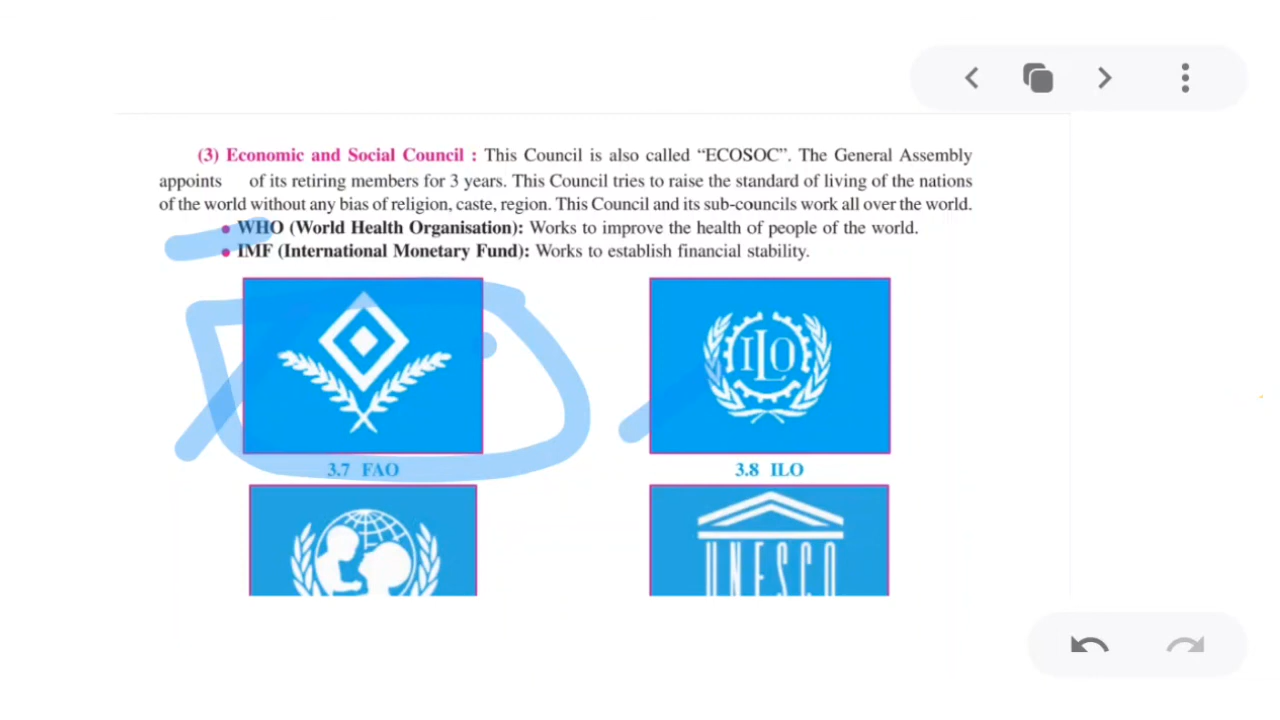 (3) Economic and Social Council : This Council is also called “ECOSOC”. The General Assembly
appoints of its retiring members for 3 years. This Council tries to raise the standard of living of the nations
of the world without any bias of religion, caste, region. This Council and its sub-councils work all over the world.
• WHO (World Health Organisation): Works to improve the health of people of the world.
• IMF (International Monetary Fund): Works to establish financial stability.
ILO
3.7 FAO
3.8 ILO
UNESCO